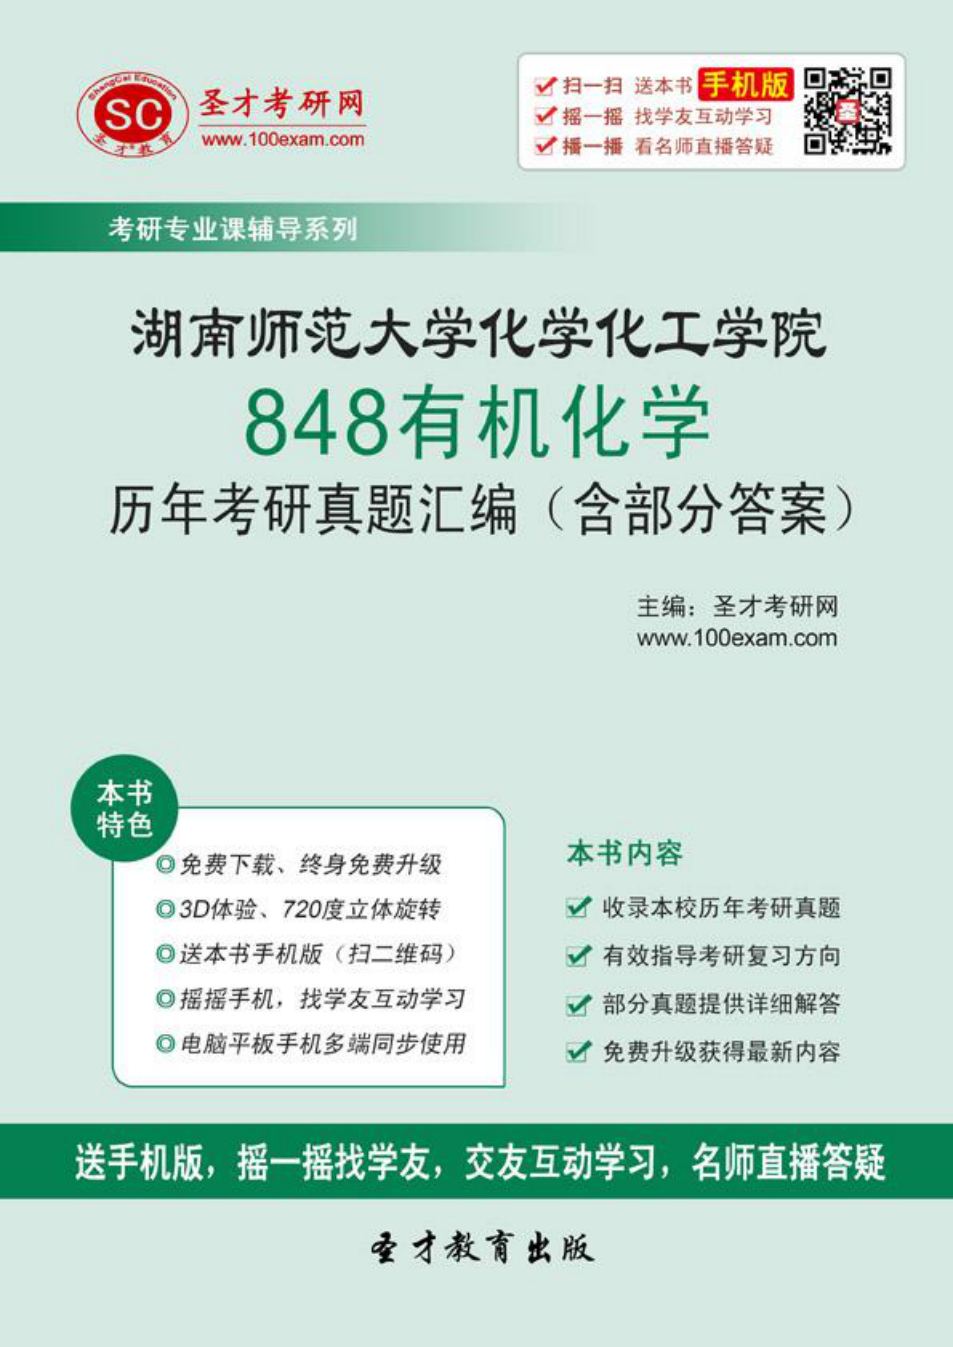 ShengCai Education
SC
圣才教育
圣才考研网
www.100exam.com
扫一扫 送本书 手机版
摇一摇 找学友互动学习
播一播 看名师直播答疑
圣
考研专业课辅导系列
湖南师范大学化学化工学院
848有机化学
历年考研真题汇编（含部分答案）
主编：圣才考研网
www.100exam.com
本书
特色
◎免费下载、终身免费升级
◎3D体验、720度立体旋转
◎送本书手机版（扫二维码）
◎摇摇手机，找学友互动学习
◎电脑平板手机多端同步使用
本书内容
收录本校历年考研真题
有效指导考研复习方向
部分真题提供详细解答
免费升级获得最新内容
送手机版，摇一摇找学友，交友互动学习，名师直播答疑
圣才教育出版